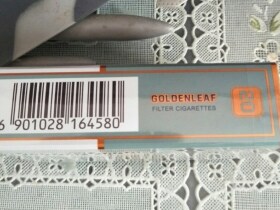 GOLDENLEAF
FILTER CIGARETTES
6 901028 164580